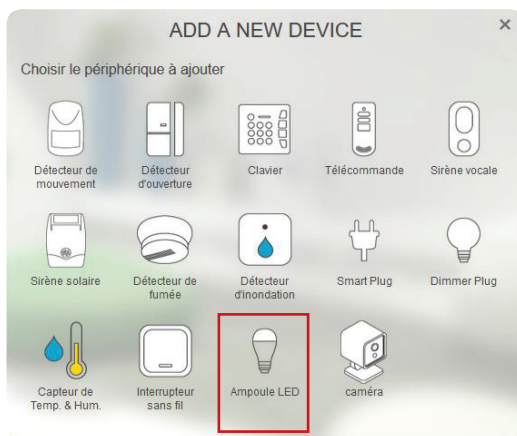 ADD A NEW DEVICE
×
Choisir le périphérique à ajouter
Détecteur de
mouvement
Détecteur
d'ouverture
Clavier
Télécommande
Sirène vocale
Sirène solaire
Détecteur de
fumée
Détecteur
d'inondation
Smart Plug
Dimmer Plug
Capteur de
Temp. & Hum.
Interrupteur
sans fil
Ampoule LED
caméra